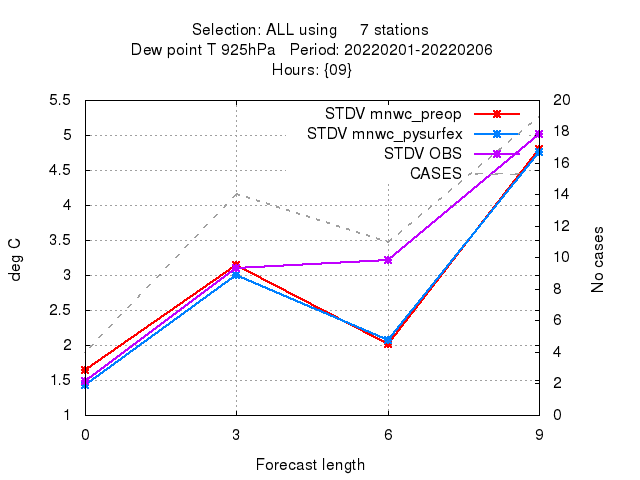 Selection: ALL using     7 stations
Dew point T 925hPa   Period: 20220201-20220206
Hours: {09}
5.5
5
4.5
4
3.5
3
2.5
2
1.5
1
20
18
16
14
12
10
8
6
4
2
0
STDV mnwc_preop
STDV mnwc_pysurfex
STDV OBS
CASES
deg C
No cases
0 3 6 9
Forecast length